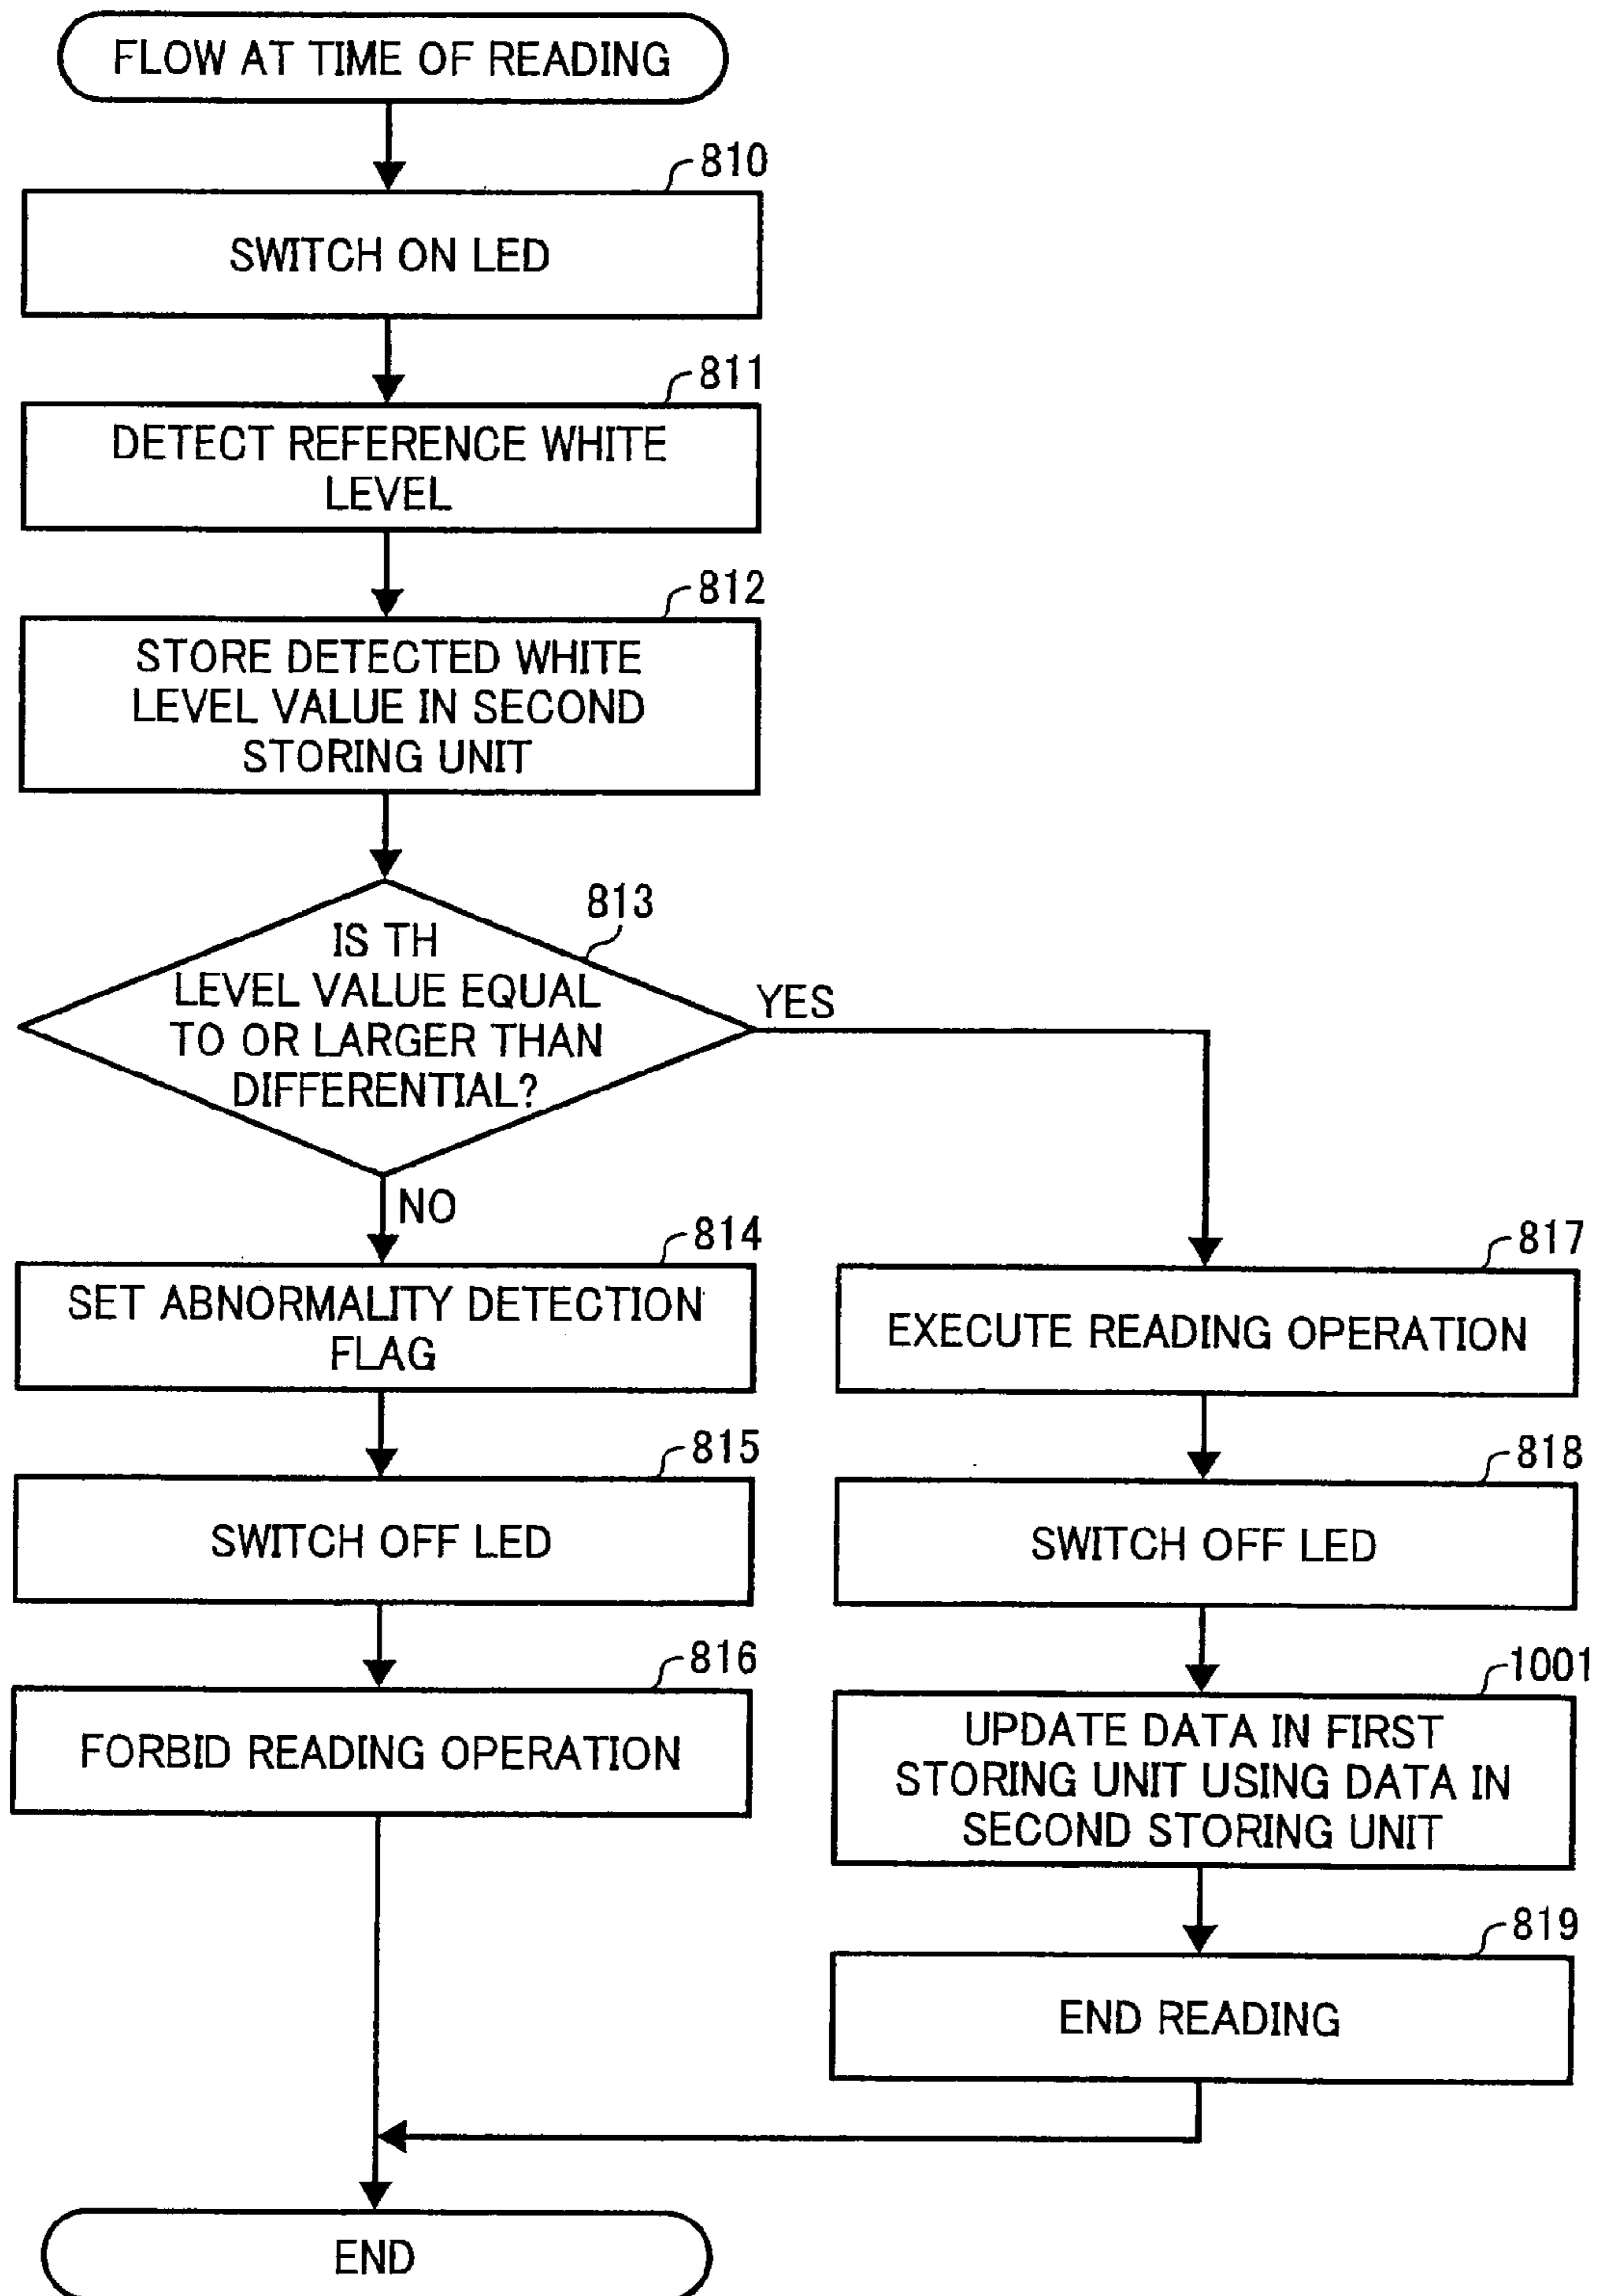 FLOW AT TIME OF READING
810
SWITCH ON LED
811
DETECT REFERENCE WHITE
LEVEL
812
STORE DETECTED WHITE
LEVEL VALUE IN SECOND
STORING UNIT
813
IS TH
LEVEL VALUE EQUAL
TO OR LARGER THAN
DIFFERENTIAL?
YES
NO
814
SET ABNORMALITY DETECTION
FLAG
815
SWITCH OFF LED
816
FORBID READING OPERATION
817
EXECUTE READING OPERATION
818
SWITCH OFF LED
1001
UPDATE DATA IN FIRST
STORING UNIT USING DATA IN
SECOND STORING UNIT
819
END READING
END